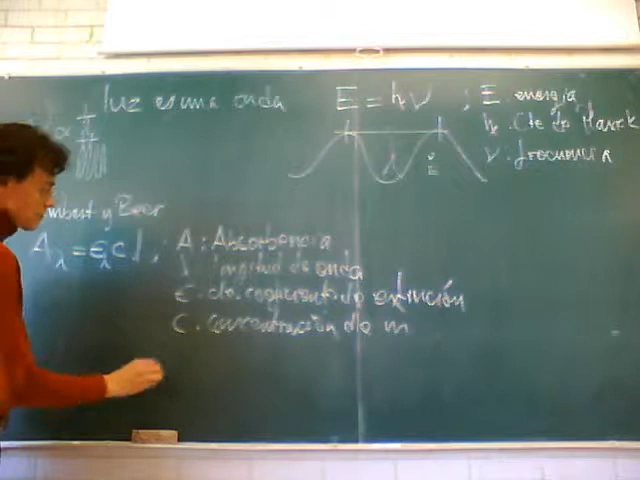 luz es una onda
E = hν ; E. energía
h. Cte de Planck
ν. frecuencia
λ
Lambert y Beer
A_λ = ϵ_λ c l ; A: Absorbencia
λ longitud de onda
ϵ. cte. coeficiente de extinción
C. concentración de m